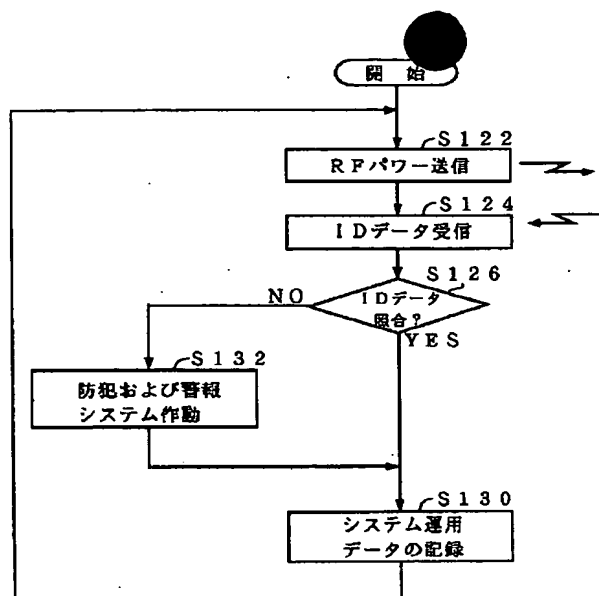 開始
S122
RFパワー送信
S124
IDデータ受信
S126
NO
IDデータ
照合?
YES
S132
防犯および警報
システム作動
S130
システム運用
データの記録